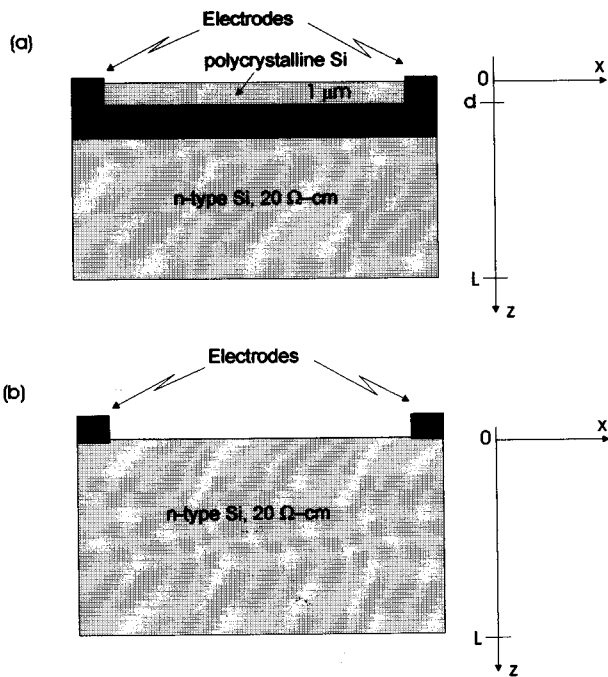 Electrodes
(a)
polycrystalline Si
1 μm
n-type Si, 20 Ω-cm
0
x
d
L
z
Electrodes
(b)
n-type Si, 20 Ω-cm
0
x
L
z